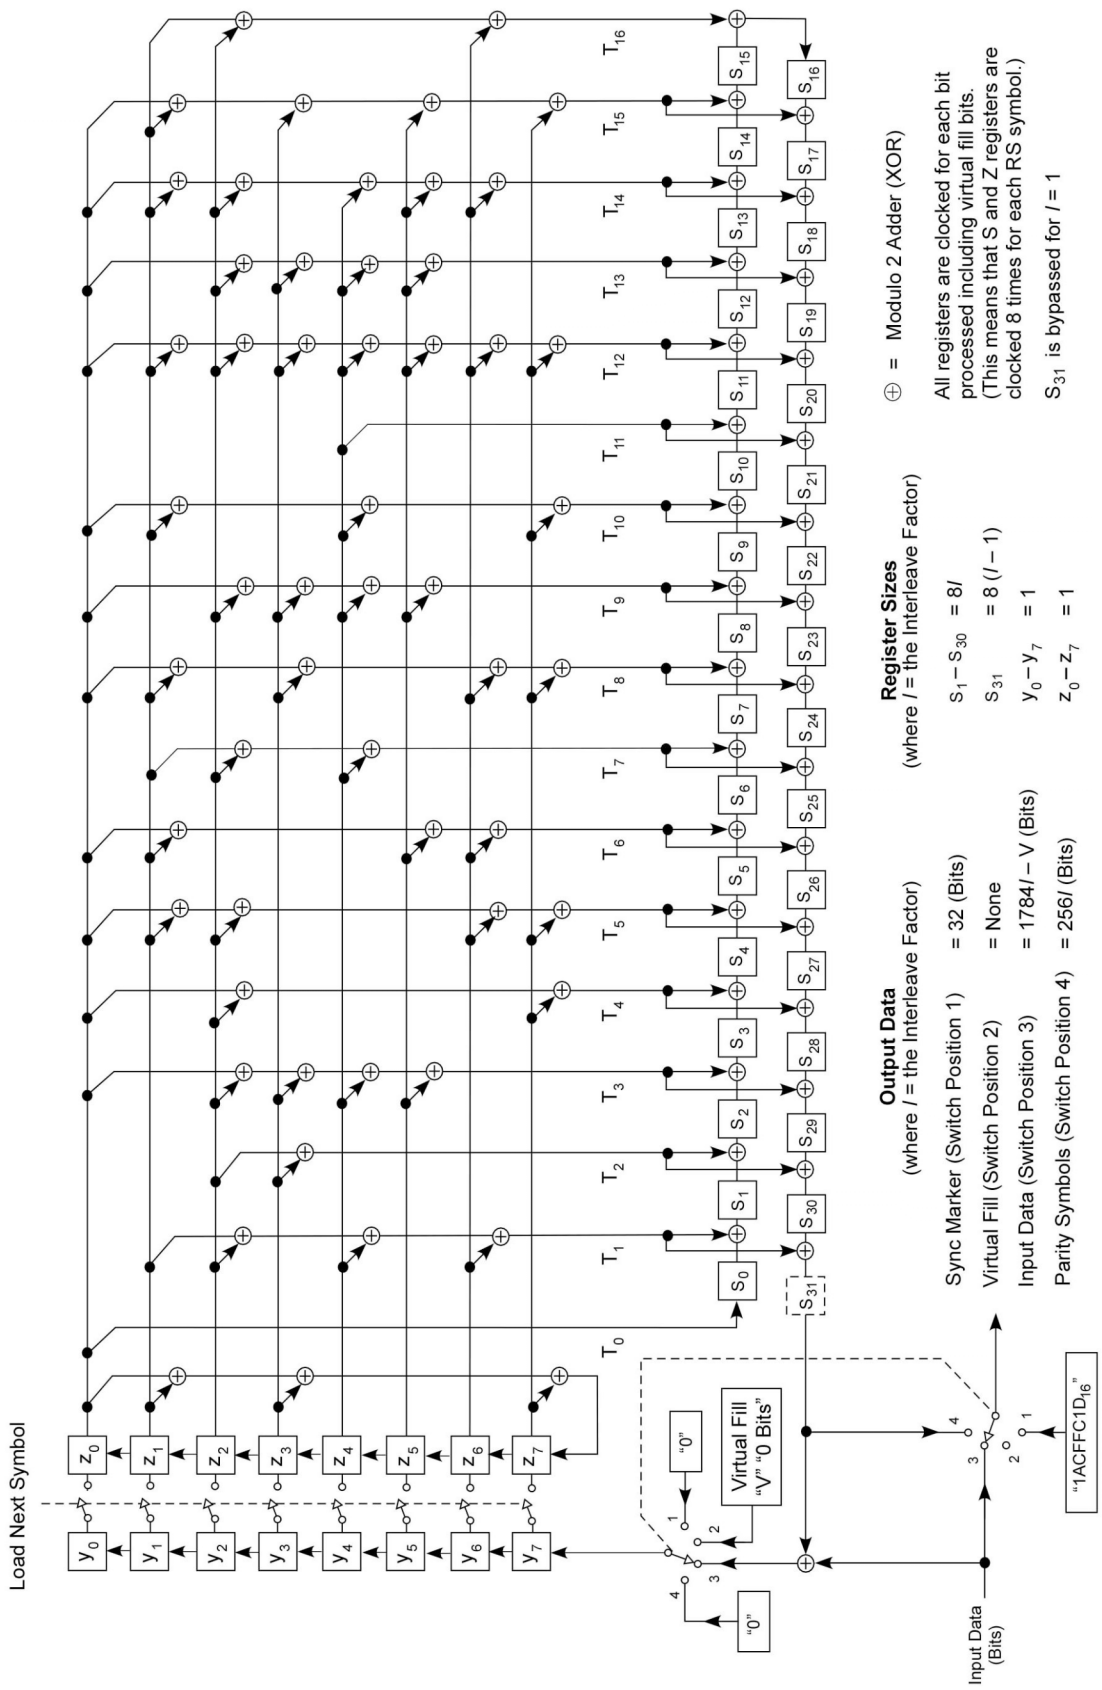 Load Next Symbol
y₀ z₀
y₁ z₁
y₂ z₂
y₃ z₃
y₄ z₄
y₅ z₅
y₆ z₆
y₇ z₇
T₀ T₁ T₂ T₃ T₄ T₅ T₆ T₇ T₈ T₉ T₁₀ T₁₁ T₁₂ T₁₃ T₁₄ T₁₅ T₁₆
S₀ S₁ S₂ S₃ S₄ S₅ S₆ S₇ S₈ S₉ S₁₀ S₁₁ S₁₂ S₁₃ S₁₄ S₁₅
S₃₁ S₃₀ S₂₉ S₂₈ S₂₇ S₂₆ S₂₅ S₂₄ S₂₃ S₂₂ S₂₁ S₂₀ S₁₉ S₁₈ S₁₇ S₁₆
"0"
1
2
3
4
Virtual Fill
"V" "0 Bits"
"0"
Input Data
(Bits)
4
3
2
1
"1ACFFC1D₁₆"
Output Data
(where I = the Interleave Factor)
Sync Marker (Switch Position 1) = 32 (Bits)
Virtual Fill (Switch Position 2) = None
Input Data (Switch Position 3) = 1784I – V (Bits)
Parity Symbols (Switch Position 4) = 256I (Bits)
Register Sizes
(where I = the Interleave Factor)
S₁ – S₃₀ = 8I
S₃₁ = 8 (I – 1)
y₀ – y₇ = 1
z₀ – z₇ = 1
⊕ = Modulo 2 Adder (XOR)
All registers are clocked for each bit
processed including virtual fill bits.
(This means that S and Z registers are
clocked 8 times for each RS symbol.)
S₃₁ is bypassed for I = 1